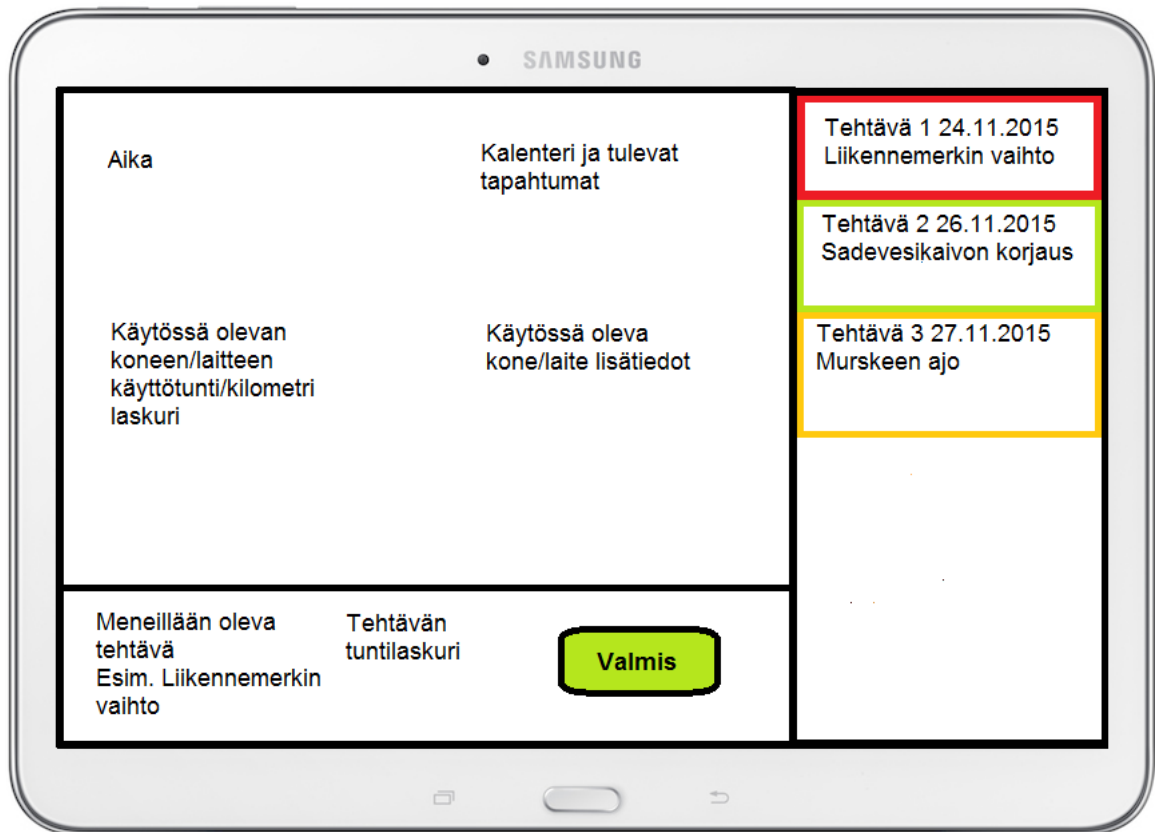 SAMSUNG
Aika
Kalenteri ja tulevat
tapahtumat
Käytössä olevan
koneen/laitteen
käyttötunti/kilometri
laskuri
Käytössä oleva
kone/laite lisätiedot
Meneillään oleva
tehtävä
Esim. Liikennemerkin
vaihto
Tehtävän
tuntilaskuri
Valmis
Tehtävä 1 24.11.2015
Liikennemerkin vaihto
Tehtävä 2 26.11.2015
Sadevesikaivon korjaus
Tehtävä 3 27.11.2015
Murskeen ajo